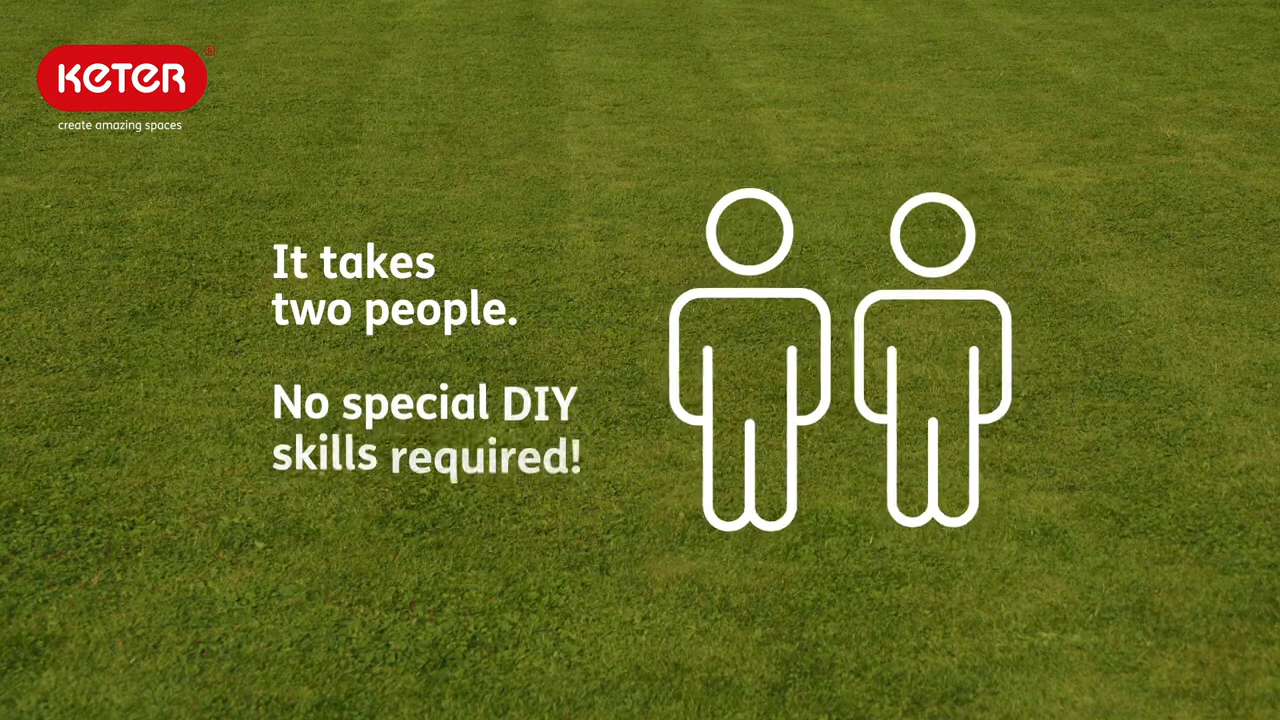 KETER®
create amazing spaces
It takes
two people.
No special DIY
skills required!